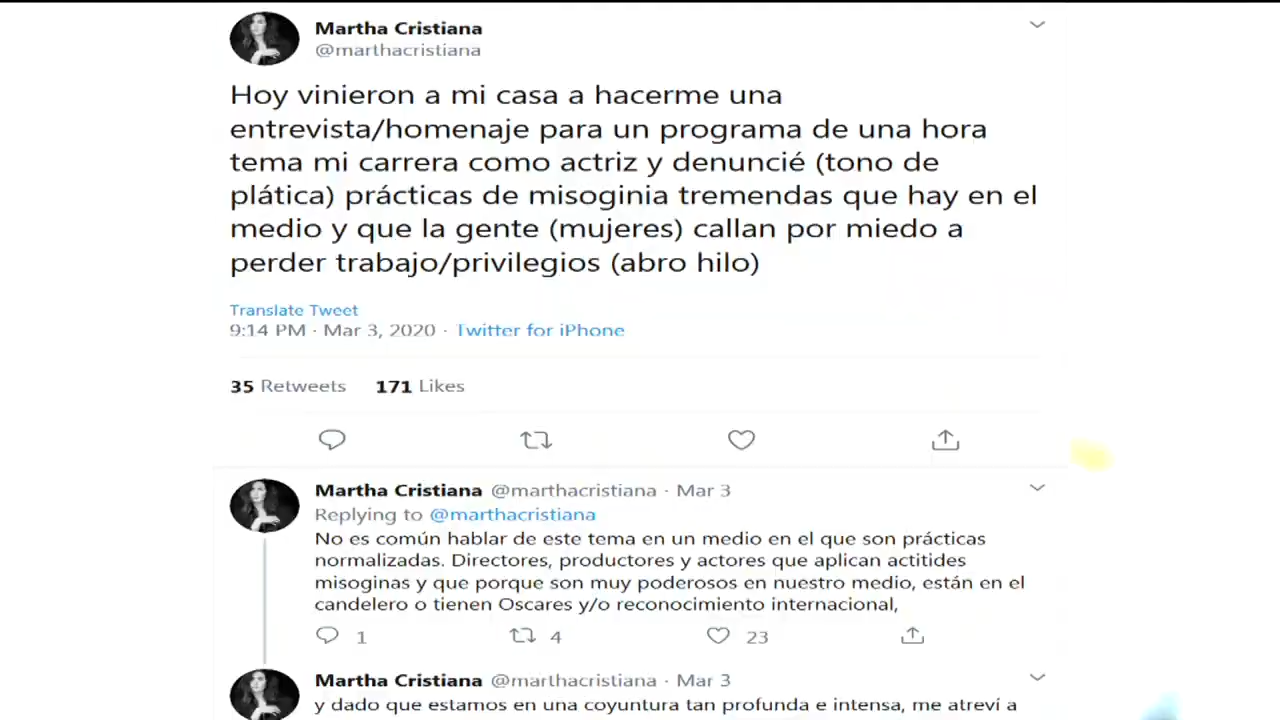 Martha Cristiana
@marthacristiana
Hoy vinieron a mi casa a hacerme una
entrevista/homenaje para un programa de una hora
tema mi carrera como actriz y denuncié (tono de
plática) prácticas de misoginia tremendas que hay en el
medio y que la gente (mujeres) callan por miedo a
perder trabajo/privilegios (abro hilo)
Translate Tweet
9:14 PM · Mar 3, 2020 · Twitter for iPhone
35 Retweets 171 Likes
Martha Cristiana @marthacristiana · Mar 3
Replying to @marthacristiana
No es común hablar de este tema en un medio en el que son prácticas
normalizadas. Directores, productores y actores que aplican actitides
misoginas y que porque son muy poderosos en nuestro medio, están en el
candelero o tienen Oscares y/o reconocimiento internacional,
1 4 23
Martha Cristiana @marthacristiana · Mar 3
y dado que estamos en una coyuntura tan profunda e intensa, me atreví a